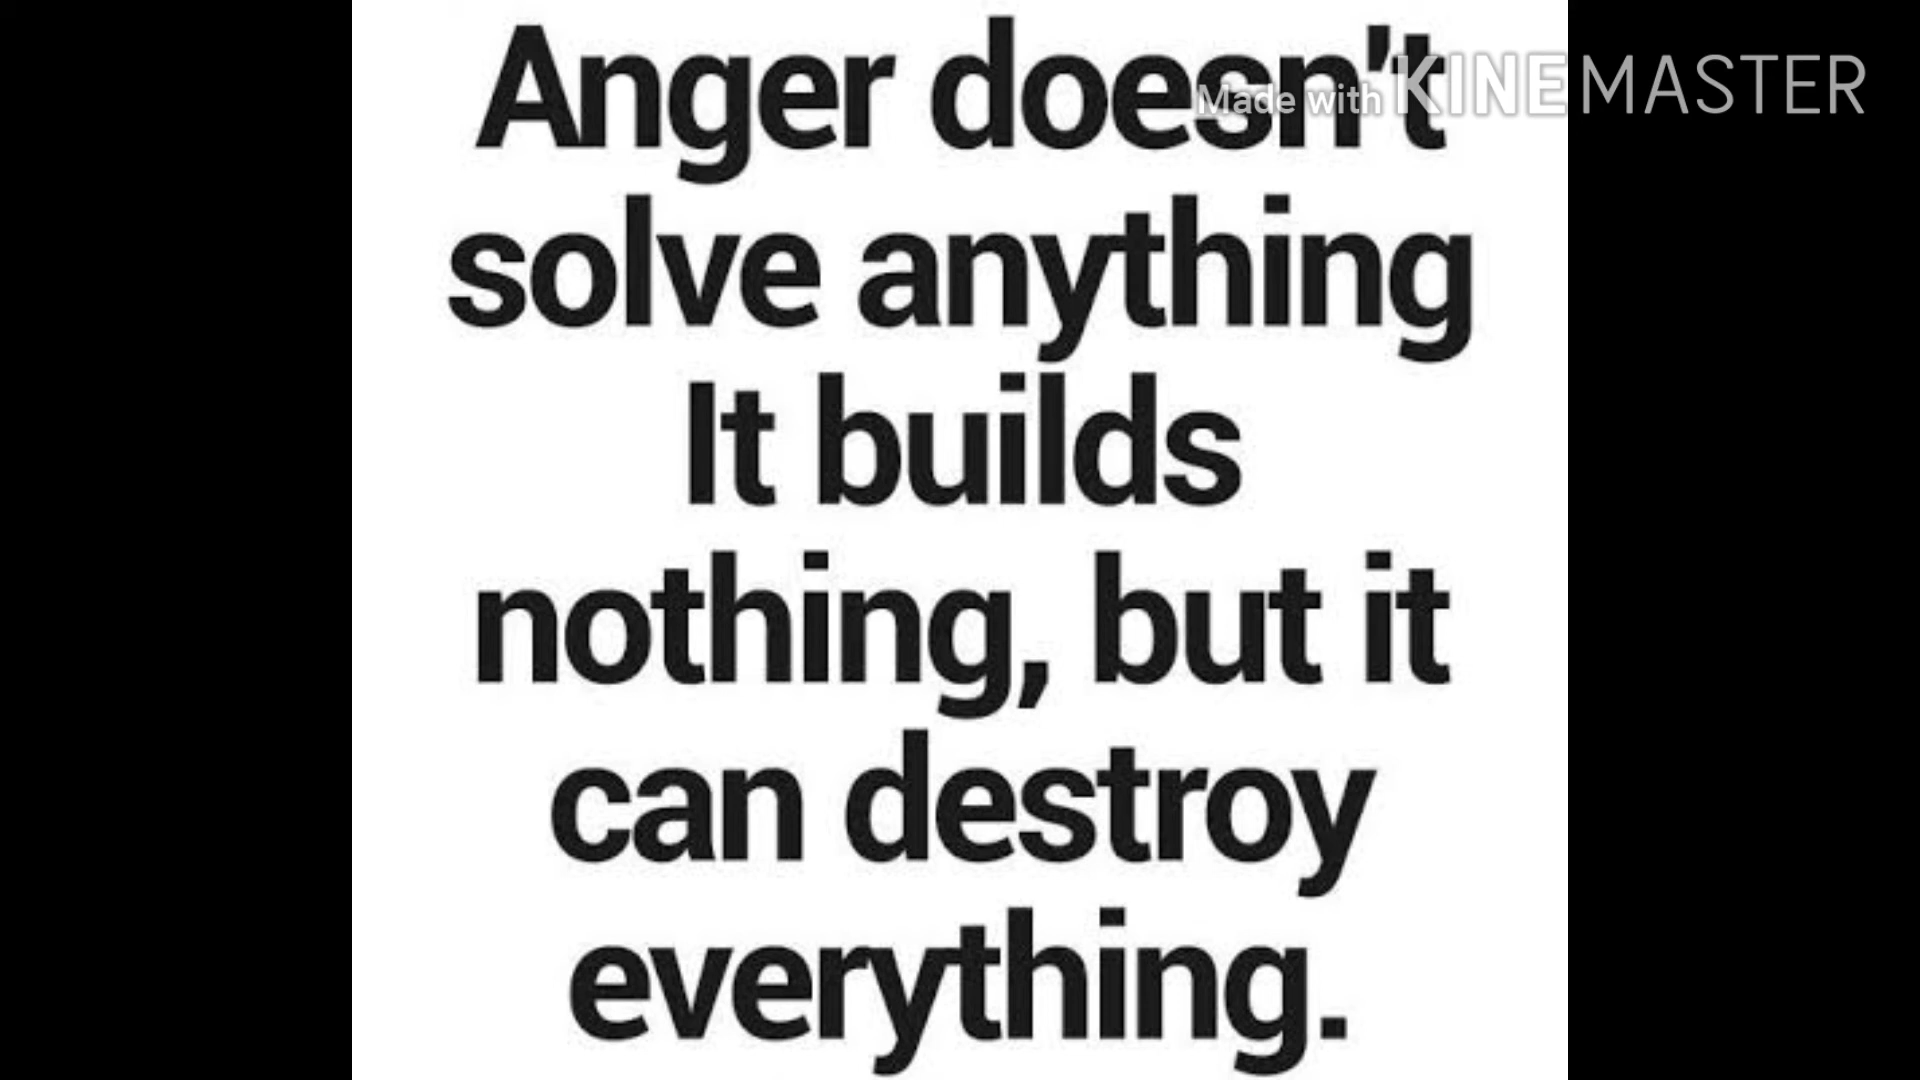 Anger doesn't
Made with KINEMASTER
solve anything
It builds
nothing, but it
can destroy
everything.